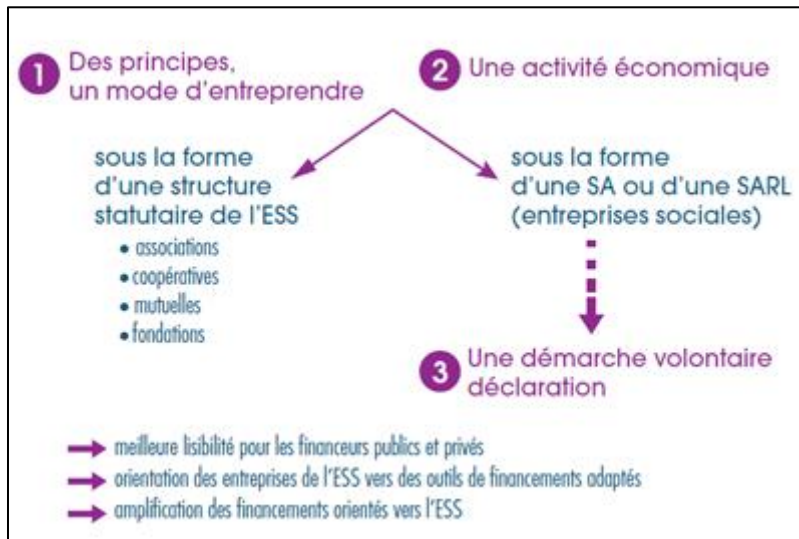 1 Des principes,
un mode d'entreprendre
2 Une activité économique
sous la forme
d'une structure
statutaire de l'ESS
• associations
• coopératives
• mutuelles
• fondations
sous la forme
d'une SA ou d'une SARL
(entreprises sociales)
3 Une démarche volontaire
déclaration
meilleure lisibilité pour les financeurs publics et privés
orientation des entreprises de l'ESS vers des outils de financements adaptés
amplification des financements orientés vers l'ESS